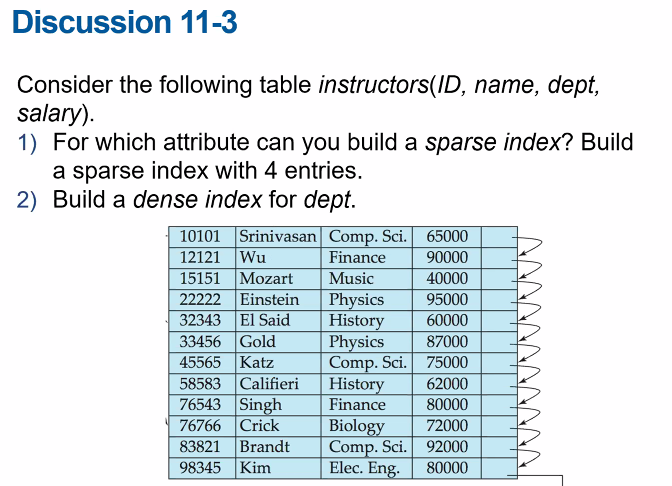 Discussion 11-3
Consider the following table instructors(ID, name, dept,
salary).
1) For which attribute can you build a sparse index? Build
a sparse index with 4 entries.
2) Build a dense index for dept.
10101 Srinivasan Comp. Sci. 65000
12121 Wu Finance 90000
15151 Mozart Music 40000
22222 Einstein Physics 95000
32343 El Said History 60000
33456 Gold Physics 87000
45565 Katz Comp. Sci. 75000
58583 Califieri History 62000
76543 Singh Finance 80000
76766 Crick Biology 72000
83821 Brandt Comp. Sci. 92000
98345 Kim Elec. Eng. 80000